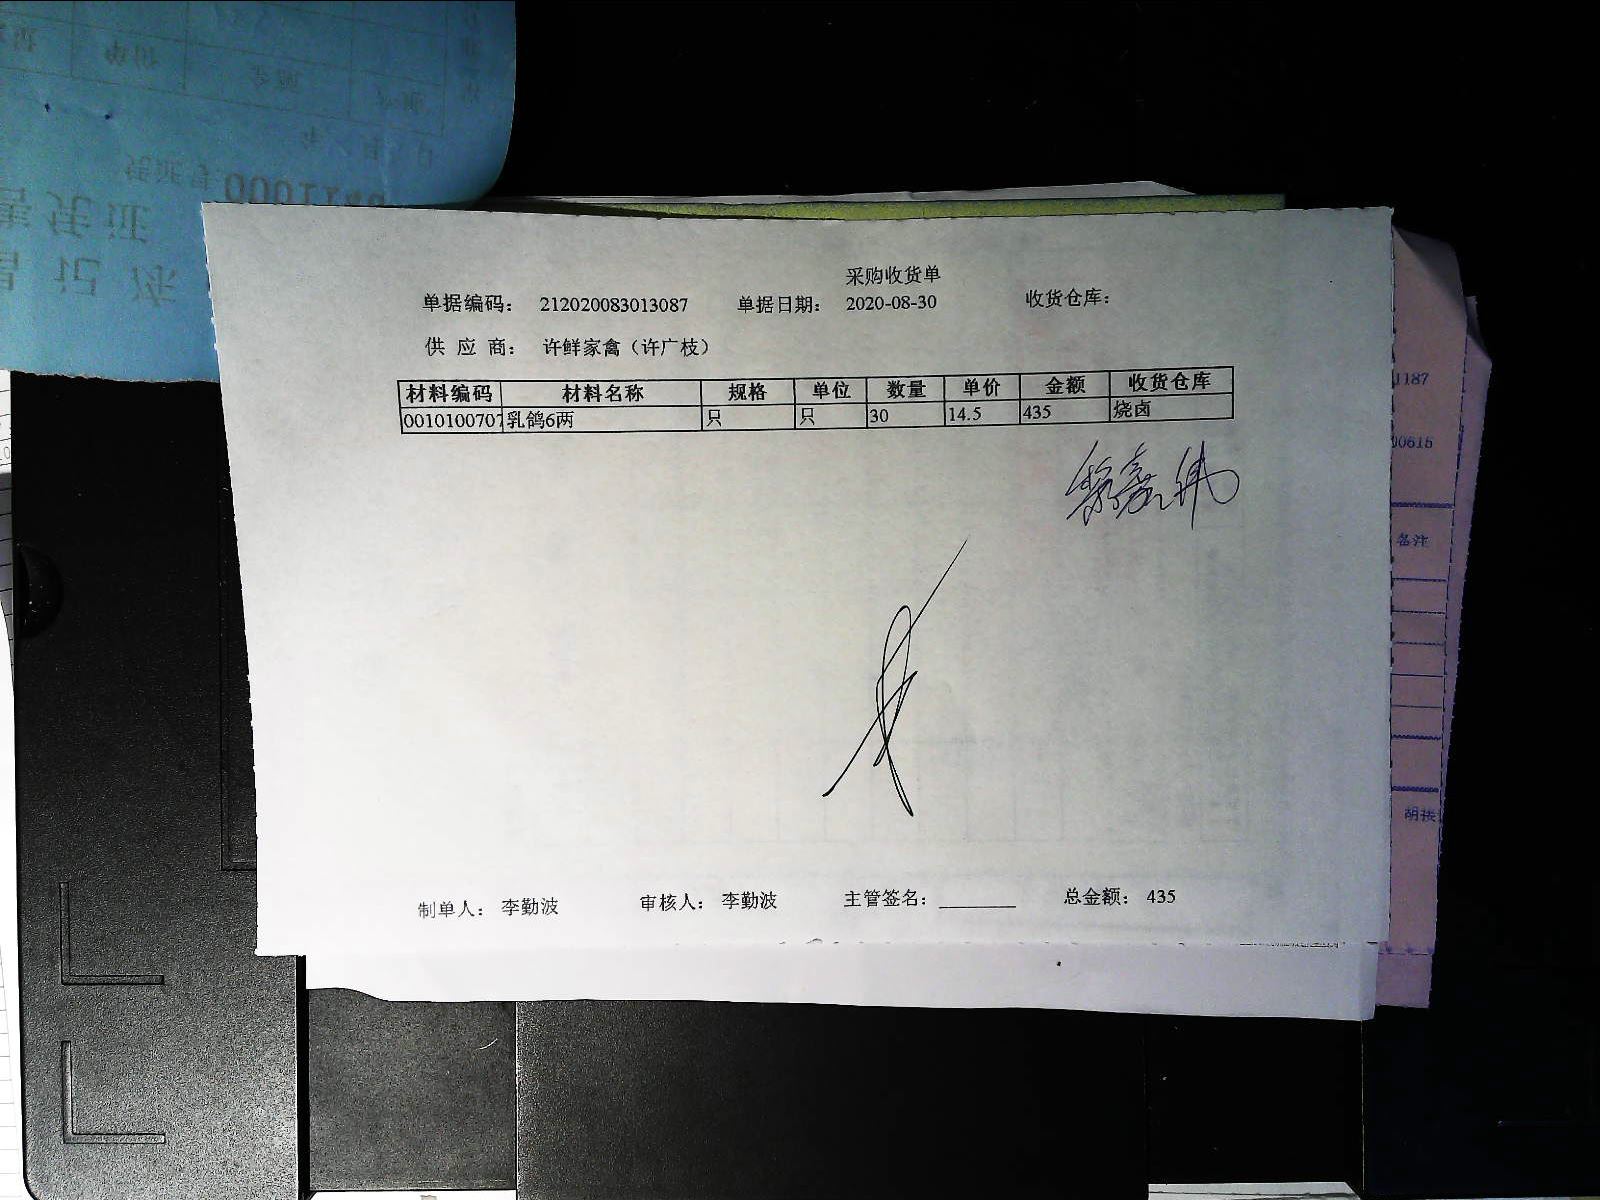 采购收货单
单据编码： 212020083013087 单据日期： 2020-08-30 收货仓库：
供 应 商： 许鲜家禽（许广枝）
材料编码 材料名称 规格 单位 数量 单价 金额 收货仓库
0010100707 乳鸽6两 只 只 30 14.5 435 烧卤
制单人： 李勤波 审核人： 李勤波 主管签名： 总金额： 435
1187
00615
备注